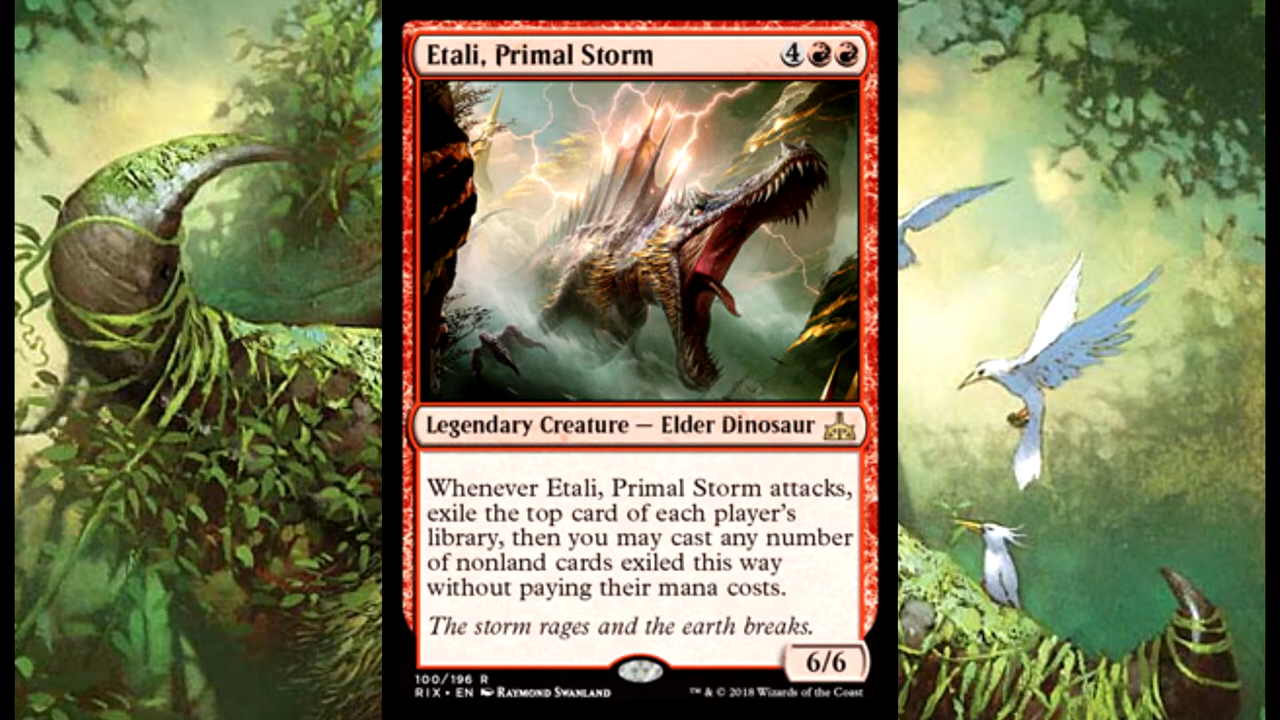 Etali, Primal Storm 4
Legendary Creature — Elder Dinosaur
Whenever Etali, Primal Storm attacks,
exile the top card of each player's
library, then you may cast any number
of nonland cards exiled this way
without paying their mana costs.
The storm rages and the earth breaks.
6/6
100/196 R
RIX • EN Raymond Swanland
™ & © 2018 Wizards of the Coast